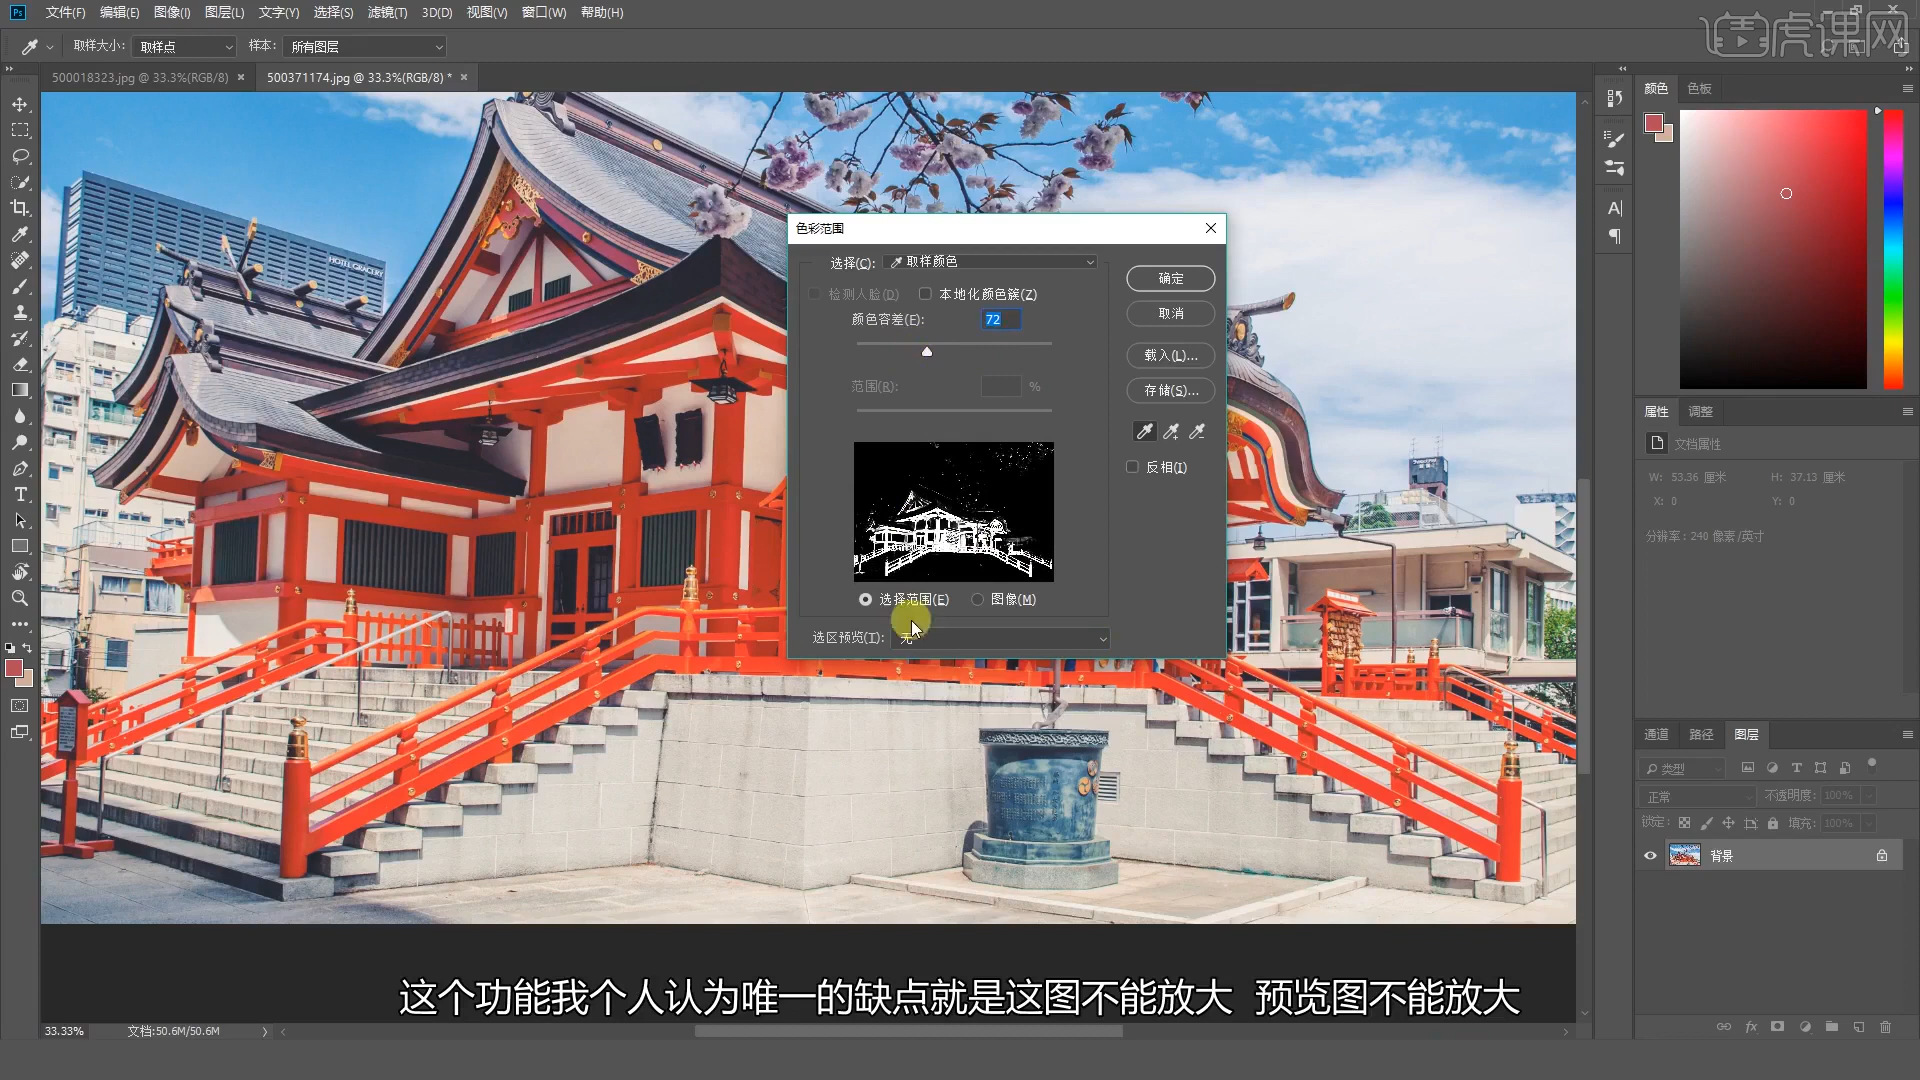 Ps 文件(F) 编辑(E) 图像(I) 图层(L) 文字(Y) 选择(S) 滤镜(T) 3D(D) 视图(V) 窗口(W) 帮助(H)
虎课网
取样大小: 取样点 样本: 所有图层
500018323.jpg @ 33.3%(RGB/8) × 500371174.jpg @ 33.3%(RGB/8) * ×
颜色 色板
HOTEL GRACERY
色彩范围
选择(C): 取样颜色
检测人脸(D) 本地化颜色簇(Z)
颜色容差(E): 72
范围(R): %
选择范围(E) 图像(M)
选区预览(T): 无
确定
取消
载入(L)...
存储(S)...
反相(I)
属性 调整
文档属性
W: 53.36 厘米 H: 37.13 厘米
X: 0 Y: 0
分辨率: 240 像素/英寸
通道 路径 图层
类型
正常 不透明度: 100%
锁定: 填充: 100%
背景
fx
这个功能我个人认为唯一的缺点就是这图不能放大 预览图不能放大
33.33% 文档:50.6M/50.6M